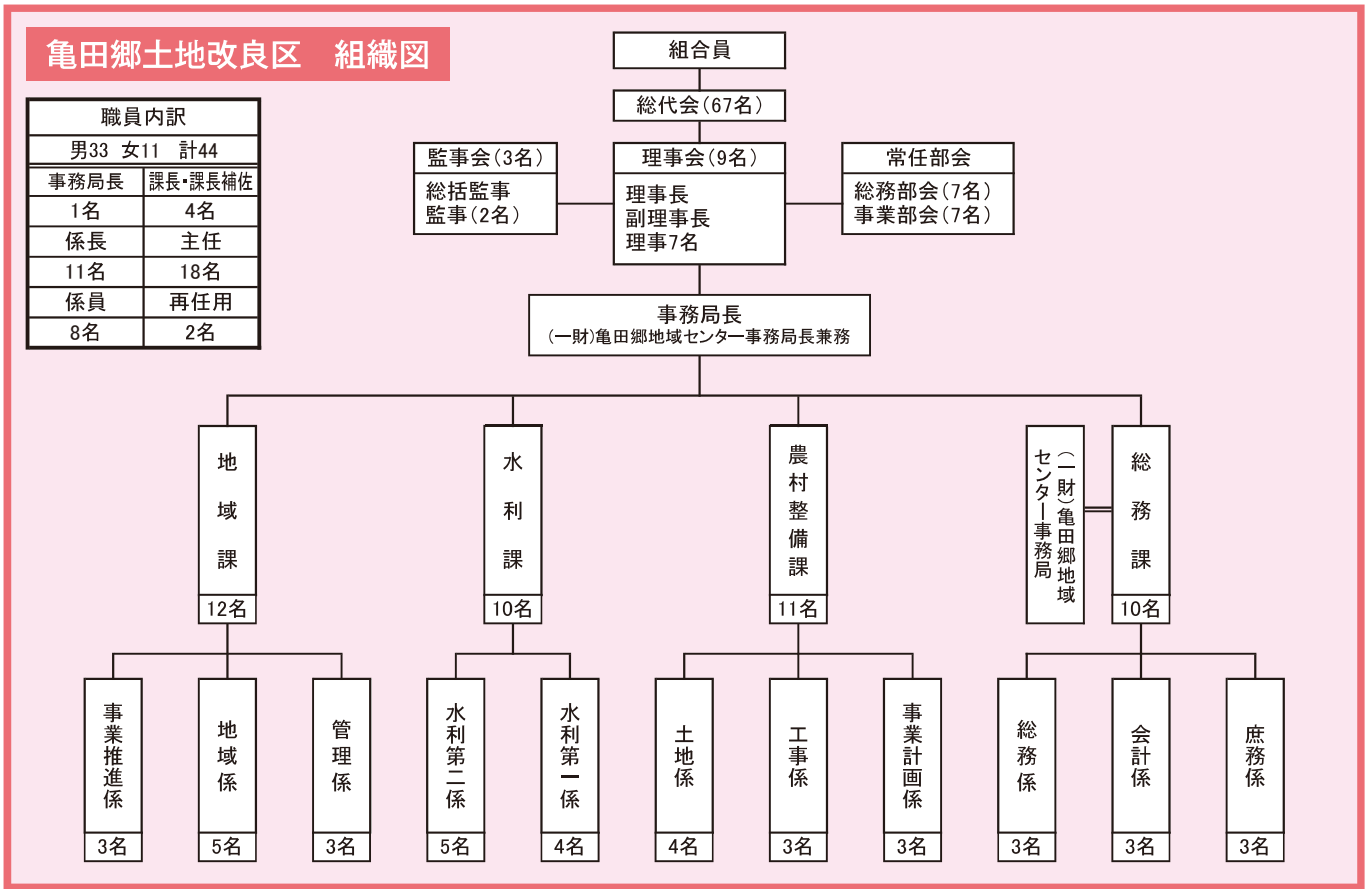 亀田郷土地改良区　組織図
職員内訳
男33 女11 計44
事務局長 課長・課長補佐
1名 4名
係長 主任
11名 18名
係員 再任用
8名 2名
組合員
総代会(67名)
監事会(3名)
総括監事
監事(2名)
理事会(9名)
理事長
副理事長
理事7名
常任部会
総務部会(7名)
事業部会(7名)
事務局長
(一財)亀田郷地域センター事務局長兼務
地域課
12名
水利課
10名
農村整備課
11名
(一財)亀田郷地域
センター事務局
総務課
10名
事業推進係
3名
地域係
5名
管理係
3名
水利第二係
5名
水利第一係
4名
土地係
4名
工事係
3名
事業計画係
3名
総務係
3名
会計係
3名
庶務係
3名